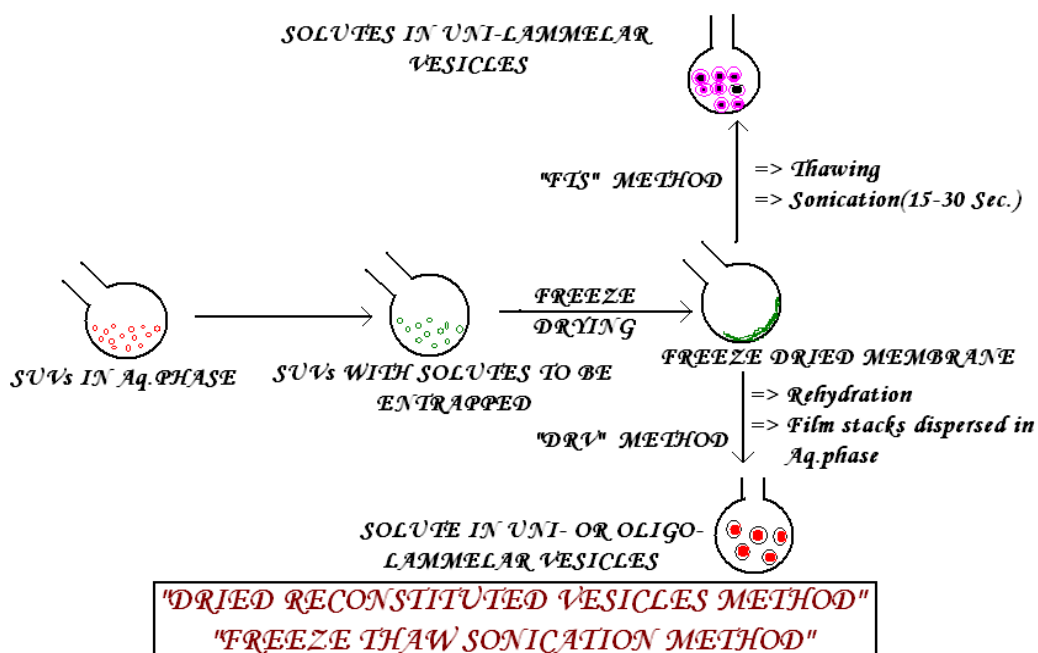 SOLUTES IN UNI-LAMMELAR
VESICLES
"FTS" METHOD
=> Thawing
=> Sonication(15-30 Sec.)
SUVs IN Aq.PHASE
SUVs WITH SOLUTES TO BE
ENTRAPPED
FREEZE
DRYING
FREEZE DRIED MEMBRANE
"DRV" METHOD
=> Rehydration
=> Film stacks dispersed in
Aq.phase
SOLUTE IN UNI- OR OLIGO-
LAMMELAR VESICLES
"DRIED RECONSTITUTED VESICLES METHOD"
"FREEZE THAW SONICATION METHOD"